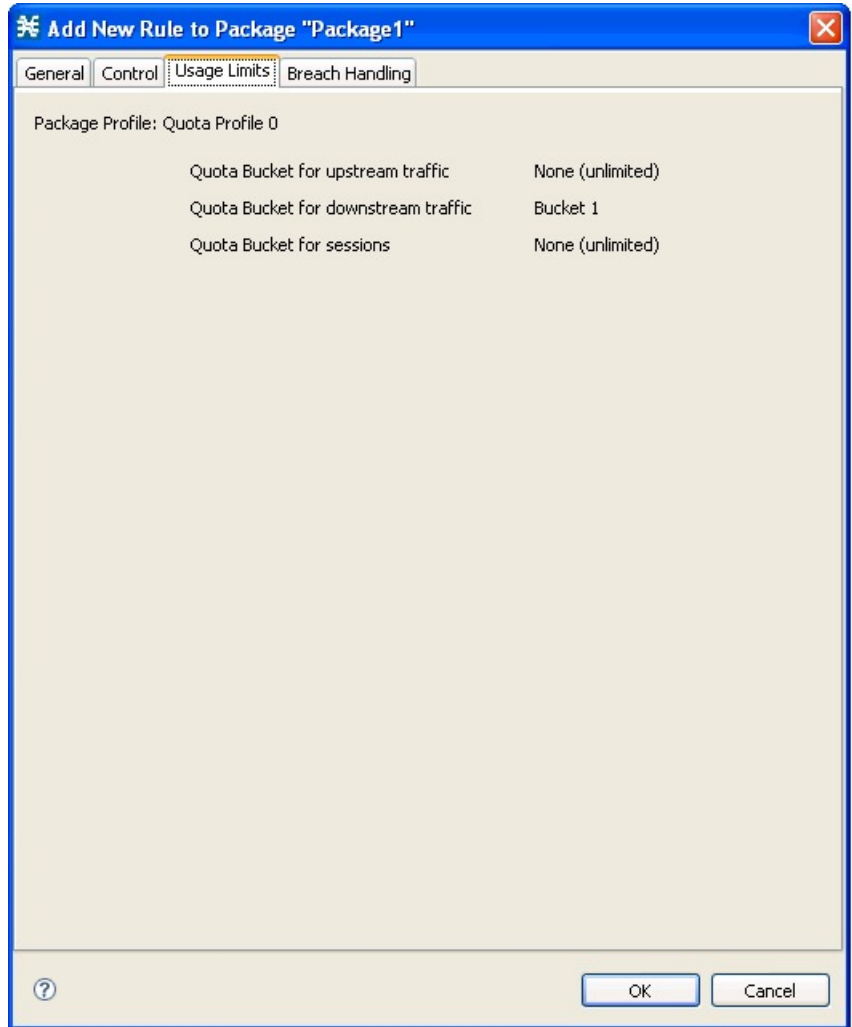 Add New Rule to Package "Package1"
General Control Usage Limits Breach Handling
Package Profile: Quota Profile 0
Quota Bucket for upstream traffic None (unlimited)
Quota Bucket for downstream traffic Bucket 1
Quota Bucket for sessions None (unlimited)
? OK Cancel